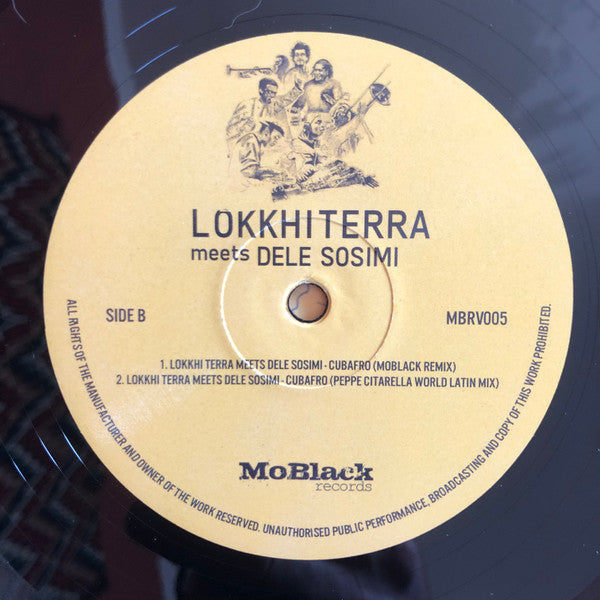 LOKKHI TERRA
meets DELE SOSIMI
SIDE B
MBRV005
1. LOKKHI TERRA MEETS DELE SOSIMI - CUBAFRO (MOBLACK REMIX)
2. LOKKHI TERRA MEETS DELE SOSIMI - CUBAFRO (PEPPE CITARELLA WORLD LATIN MIX)
MoBlack
records
ALL RIGHTS OF THE MANUFACTURER AND OWNER OF THE WORK RESERVED. UNAUTHORISED PUBLIC PERFORMANCE, BROADCASTING AND COPY OF THIS WORK PROHIBITED.